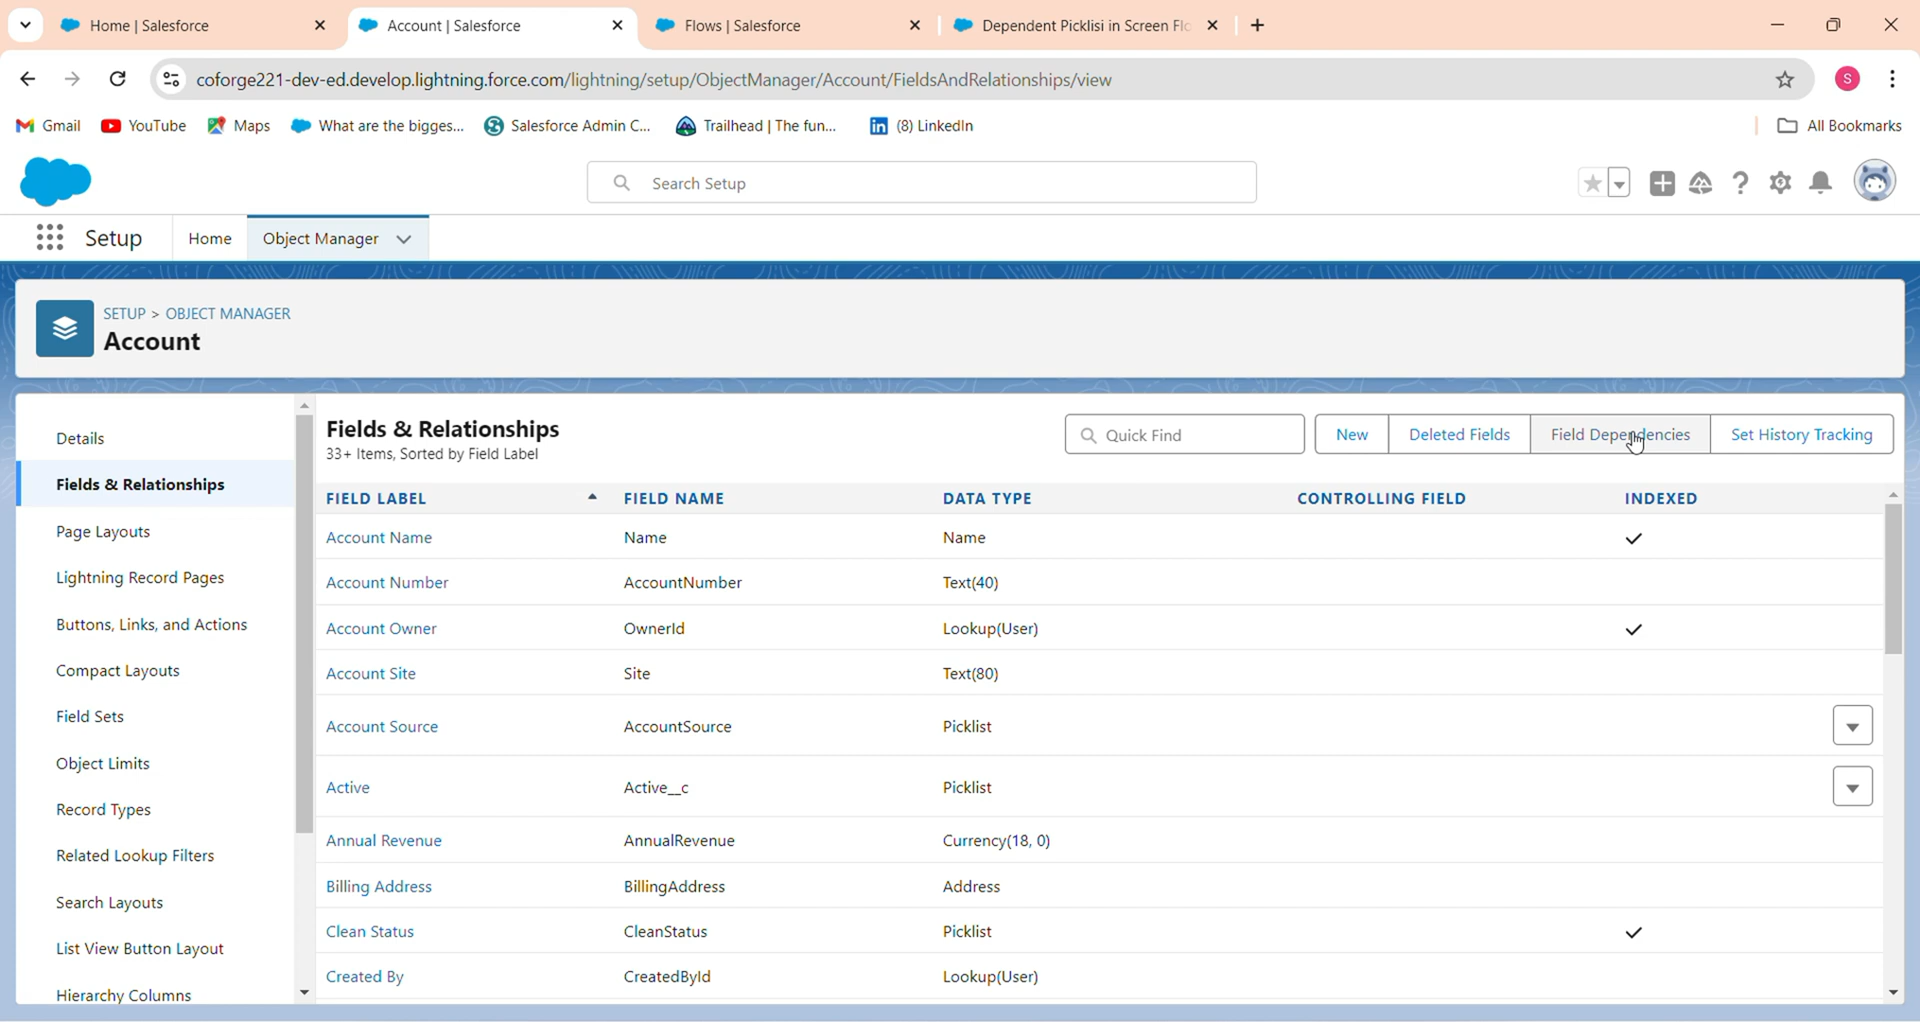 Home | Salesforce
Account | Salesforce
Flows | Salesforce
Dependent Picklisi in Screen Flo
coforge221-dev-ed.develop.lightning.force.com/lightning/setup/ObjectManager/Account/FieldsAndRelationships/view
S
Gmail
YouTube
Maps
What are the bigges...
Salesforce Admin C...
Trailhead | The fun...
(8) LinkedIn
All Bookmarks
Search Setup
Setup
Home
Object Manager
SETUP > OBJECT MANAGER
Account
Details
Fields & Relationships
Page Layouts
Lightning Record Pages
Buttons, Links, and Actions
Compact Layouts
Field Sets
Object Limits
Record Types
Related Lookup Filters
Search Layouts
List View Button Layout
Hierarchy Columns
Fields & Relationships
33+ Items, Sorted by Field Label
Quick Find
New
Deleted Fields
Field Dependencies
Set History Tracking
FIELD LABEL FIELD NAME DATA TYPE CONTROLLING FIELD INDEXED
Account Name Name Name
Account Number AccountNumber Text(40)
Account Owner OwnerId Lookup(User)
Account Site Site Text(80)
Account Source AccountSource Picklist
Active Active__c Picklist
Annual Revenue AnnualRevenue Currency(18, 0)
Billing Address BillingAddress Address
Clean Status CleanStatus Picklist
Created By CreatedById Lookup(User)